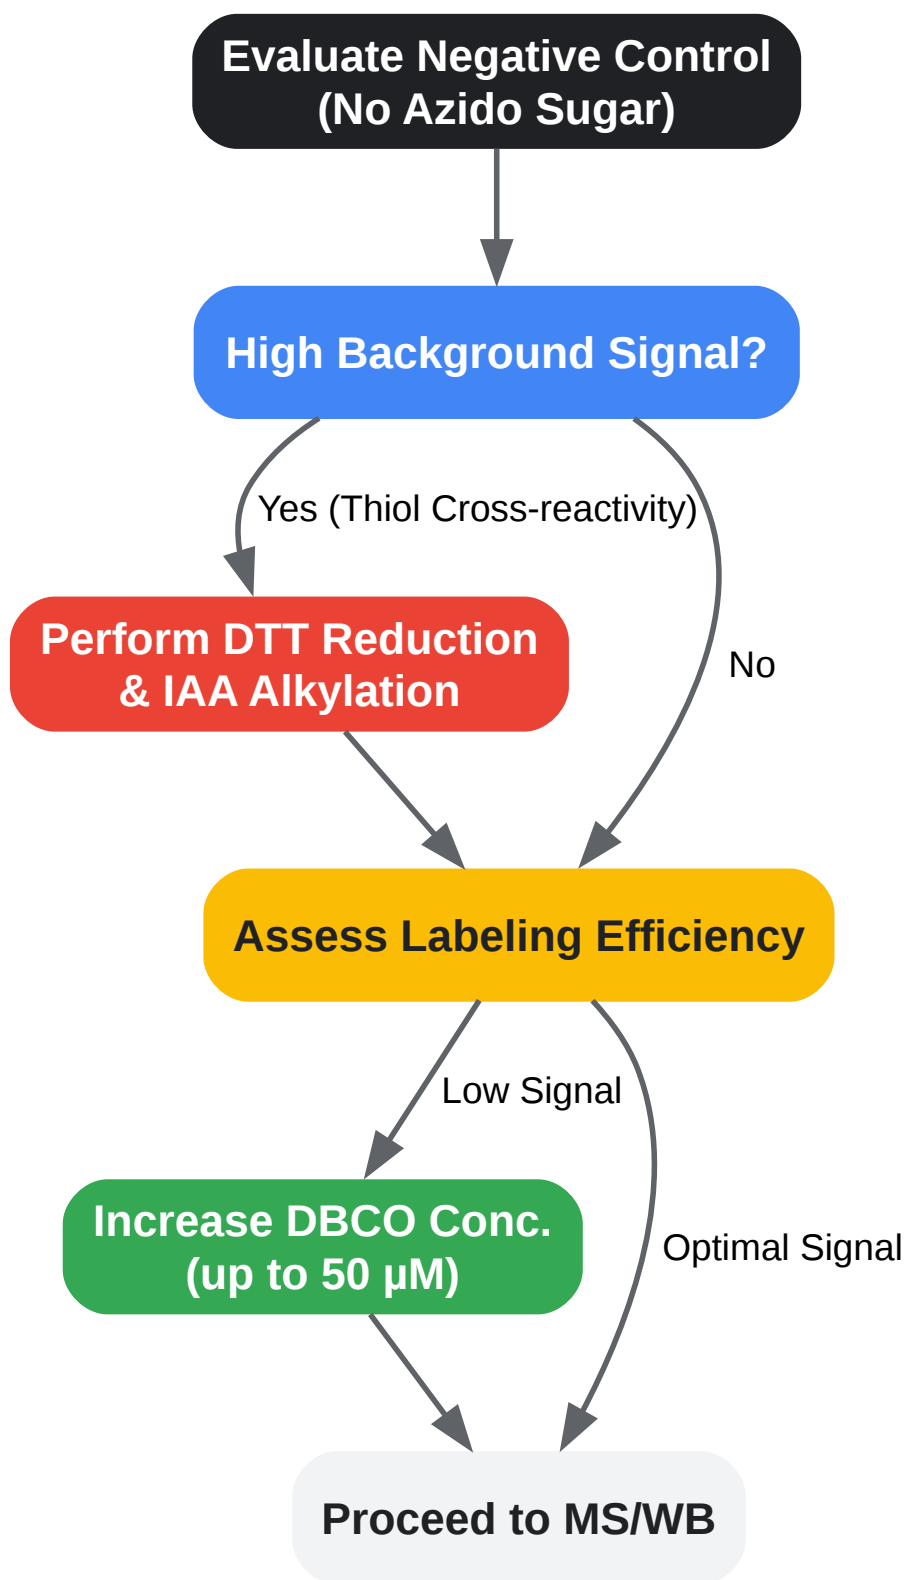 Evaluate Negative Control
(No Azido Sugar)
High Background Signal?
Yes (Thiol Cross-reactivity)
Perform DTT Reduction
& IAA Alkylation
No
Assess Labeling Efficiency
Low Signal
Increase DBCO Conc.
(up to 50 µM)
Optimal Signal
Proceed to MS/WB